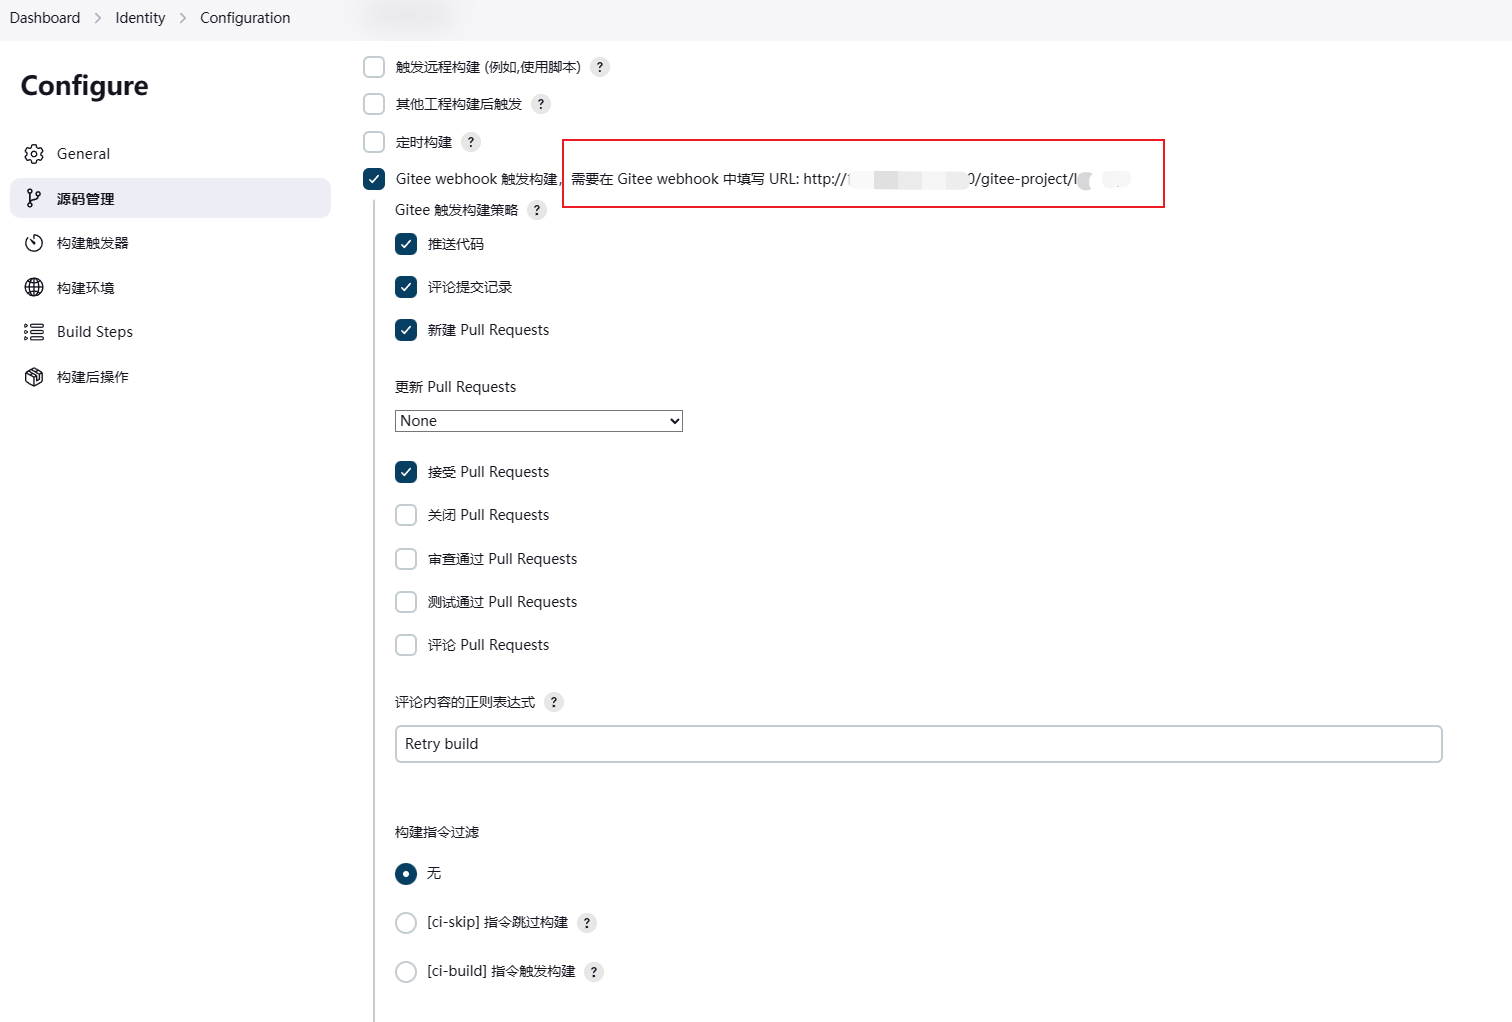 Dashboard > Identity > Configuration
Configure
General
源码管理
构建触发器
构建环境
Build Steps
构建后操作
触发远程构建 (例如,使用脚本) ?
其他工程构建后触发 ?
定时构建 ?
Gitee webhook 触发构建，需要在 Gitee webhook 中填写 URL: http:// 0/gitee-project/
Gitee 触发构建策略 ?
推送代码
评论提交记录
新建 Pull Requests
更新 Pull Requests
None
接受 Pull Requests
关闭 Pull Requests
审查通过 Pull Requests
测试通过 Pull Requests
评论 Pull Requests
评论内容的正则表达式 ?
Retry build
构建指令过滤
无
[ci-skip] 指令跳过构建 ?
[ci-build] 指令触发构建 ?